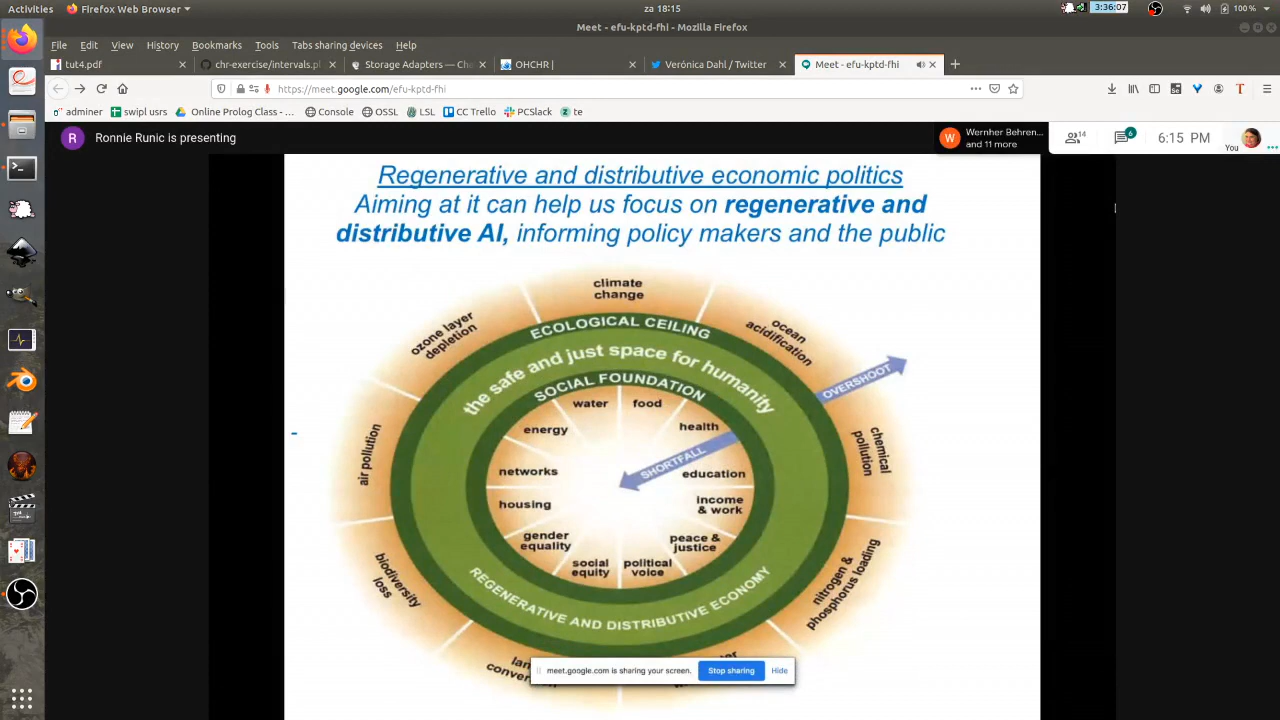 Activities
Firefox Web Browser
za 18:15
3:36:07
100 %
Meet - efu-kptd-fhi - Mozilla Firefox
File Edit View History Bookmarks Tools Tabs sharing devices Help
tut4.pdf
chr-exercise/intervals.pl
Storage Adapters — Ch
OHCHR |
Verónica Dahl / Twitter
Meet - efu-kptd-fhi
https://meet.google.com/efu-kptd-fhi
adminer
swipl usrs
Online Prolog Class -...
Console
OSSL
LSL
CC Trello
PCSlack
te
R
Ronnie Runic is presenting
W
Wernher Behren...
and 11 more
14
6
6:15 PM
You
Regenerative and distributive economic politics
Aiming at it can help us focus on regenerative and
distributive AI, informing policy makers and the public
climate
change
ozone layer
depletion
ocean
acidification
ECOLOGICAL CEILING
the safe and just space for humanity
OVERSHOOT
SOCIAL FOUNDATION
water
food
energy
health
air pollution
chemical
pollution
SHORTFALL
networks
education
housing
income
& work
gender
equality
peace &
justice
social
equity
political
voice
biodiversity
loss
nitrogen &
phosphorus loading
REGENERATIVE AND DISTRIBUTIVE ECONOMY
meet.google.com is sharing your screen.
Stop sharing
Hide